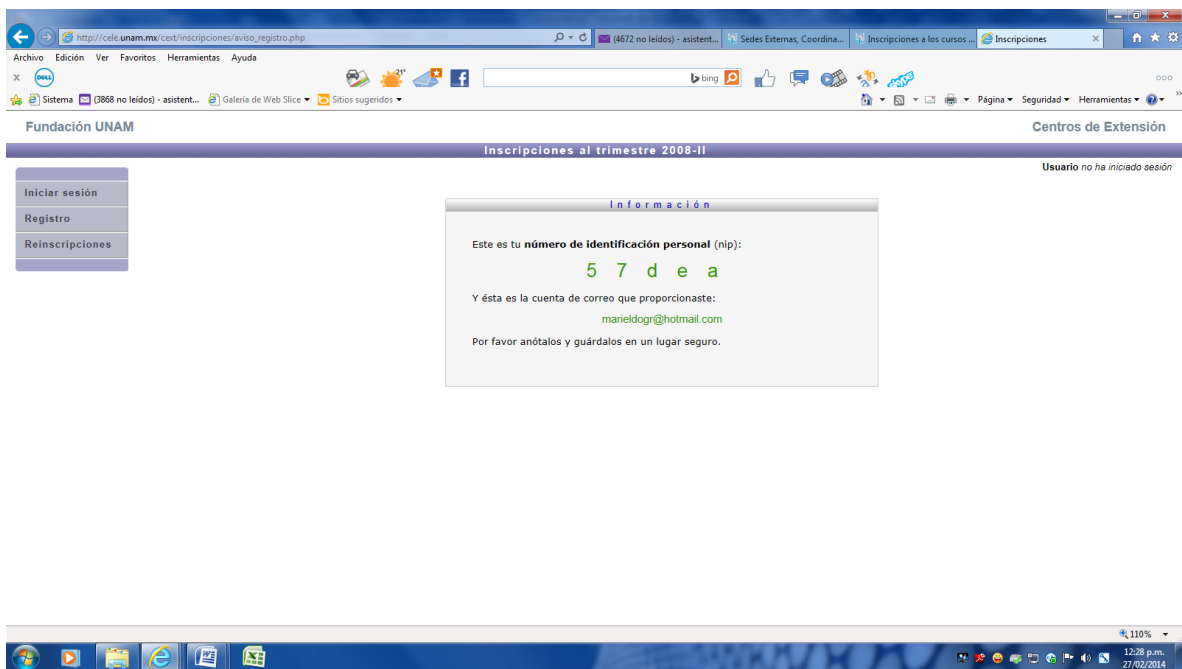 http://cele.unam.mx/cext/inscripciones/aviso_registro.php
(4672 no leídos) - asistent...
Sedes Externas, Coordina...
Inscripciones a los cursos ...
Inscripciones
Archivo Edición Ver Favoritos Herramientas Ayuda
x DELL 21° bing
Sistema (3868 no leídos) - asistent... Galería de Web Slice Sitios sugeridos Página Seguridad Herramientas
Fundación UNAM Centros de Extensión
Inscripciones al trimestre 2008-II
Usuario no ha iniciado sesión
Iniciar sesión
Registro
Reinscripciones
Información
Este es tu número de identificación personal (nip):
5 7 d e a
Y ésta es la cuenta de correo que proporcionaste:
marieldogr@hotmail.com
Por favor anótalos y guárdalos en un lugar seguro.
110%
12:28 p.m.
27/02/2014